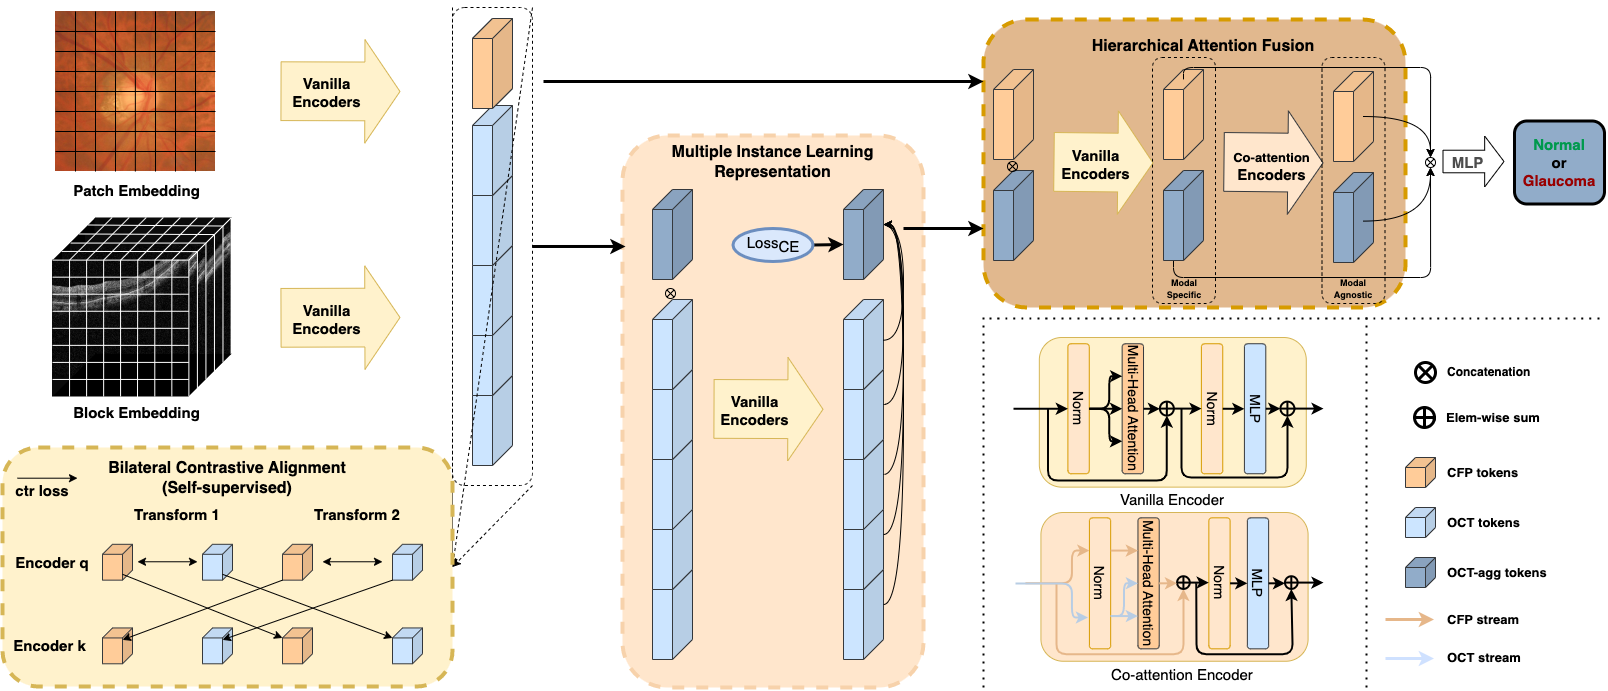 Vanilla
Encoders
Patch Embedding
Vanilla
Encoders
Block Embedding
Bilateral Contrastive Alignment
(Self-supervised)
ctr loss
Transform 1
Transform 2
Encoder q
Encoder k
Multiple Instance Learning
Representation
LossCE
Vanilla
Encoders
Hierarchical Attention Fusion
Vanilla
Encoders
Co-attention
Encoders
Modal
Specific
Modal
Agnostic
MLP
Normal
or
Glaucoma
Norm
Multi-Head Attention
Norm
MLP
Vanilla Encoder
Norm
Multi-Head Attention
Norm
MLP
Co-attention Encoder
Concatenation
Elem-wise sum
CFP tokens
OCT tokens
OCT-agg tokens
CFP stream
OCT stream